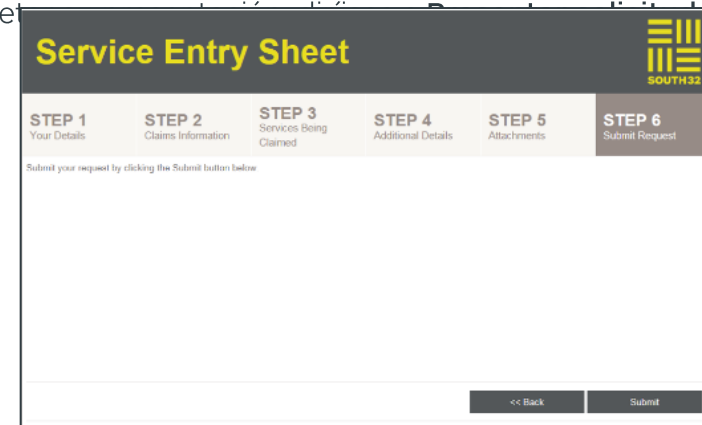 Service Entry Sheet
SOUTH32
STEP 1
Your Details
STEP 2
Claims Information
STEP 3
Services Being
Claimed
STEP 4
Additional Details
STEP 5
Attachments
STEP 6
Submit Request
Submit your request by clicking the Submit button below
<< Back
Submit